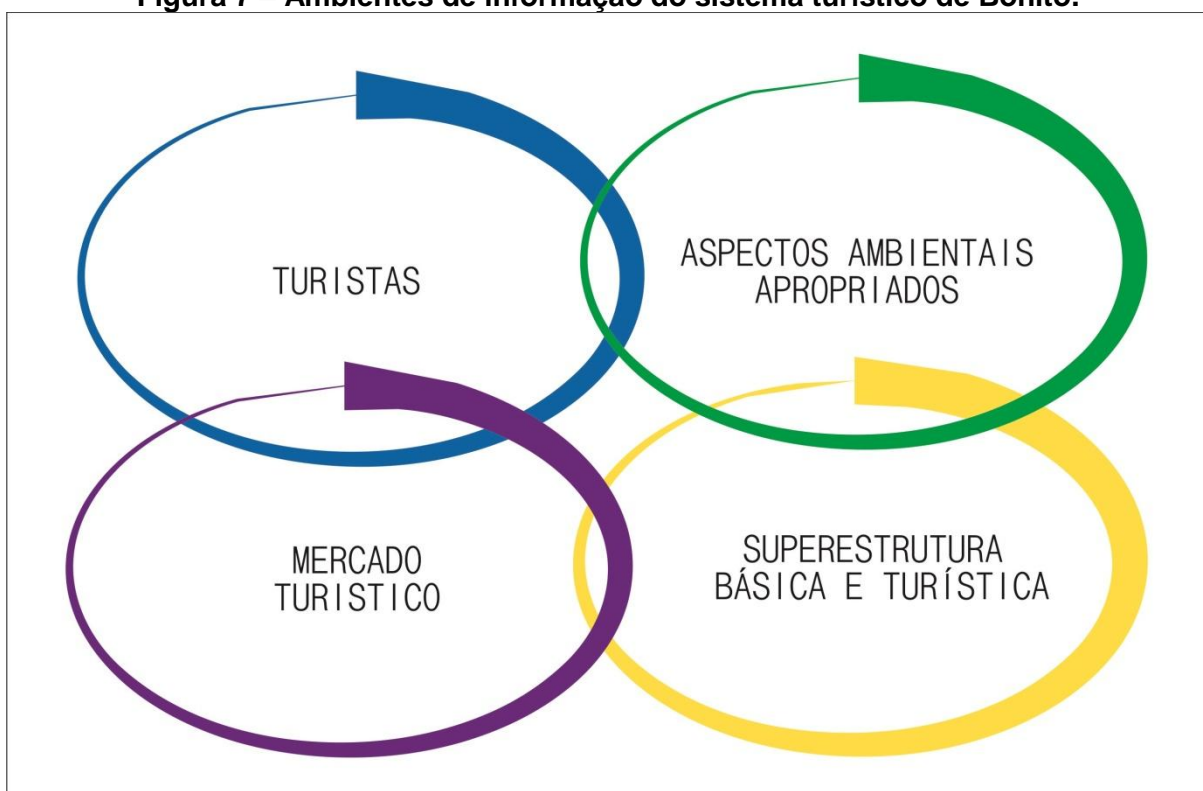 Figura 7 – Ambientes de informação do sistema turístico de Bonito.
TURISTAS
ASPECTOS AMBIENTAIS
APROPRIADOS
MERCADO
TURISTICO
SUPERESTRUTURA
BÁSICA E TURÍSTICA